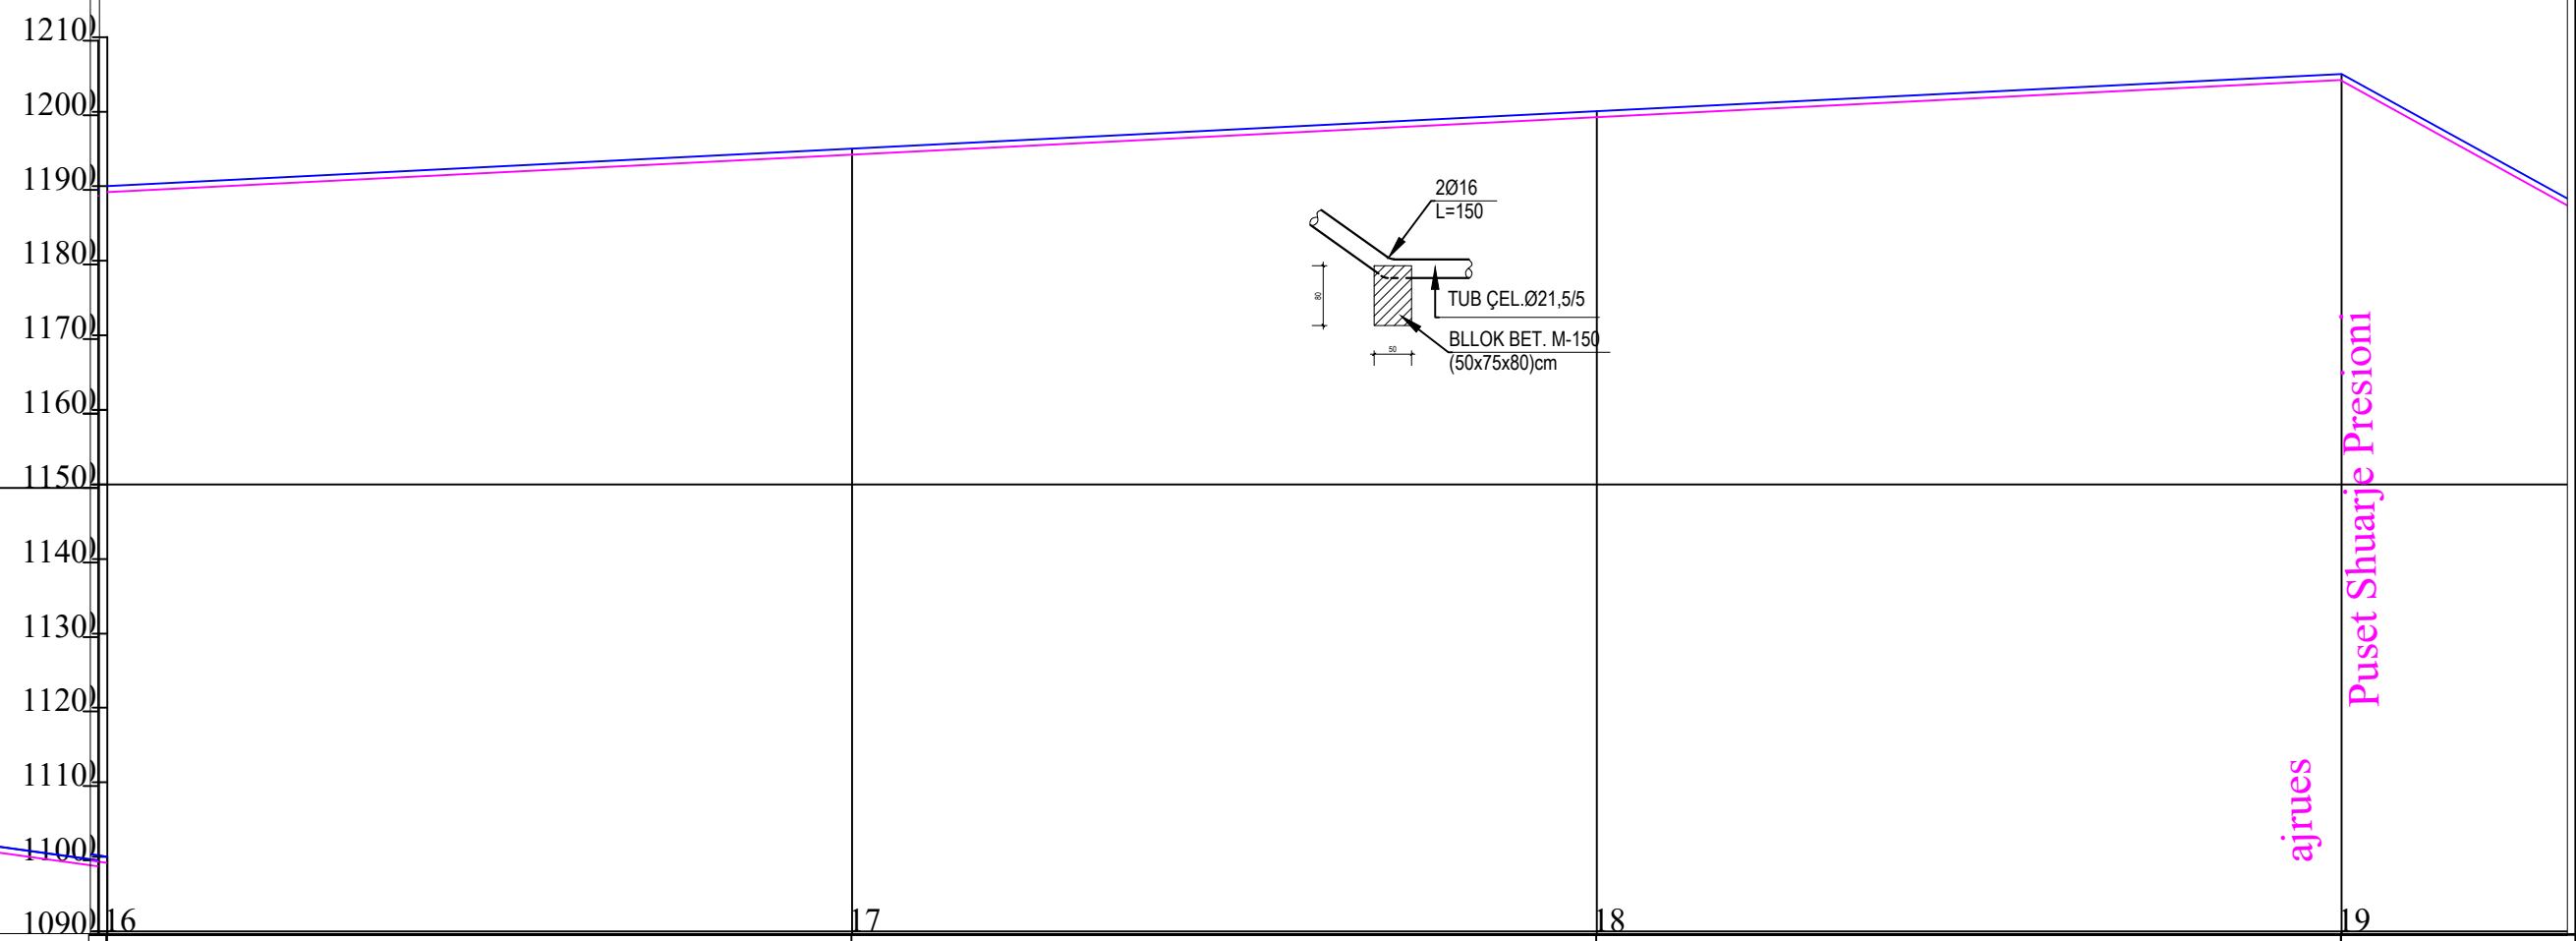 1210
1200
1190
1180
1170
1160
1150
1140
1130
1120
1110
1100
1090
2Ø16
L=150
TUB ÇEL.Ø21,5/5
BLLOK BET. M-150
(50x75x80)cm
80
50
Puset Shuarje Presioni
ajrues
16
17
18
19